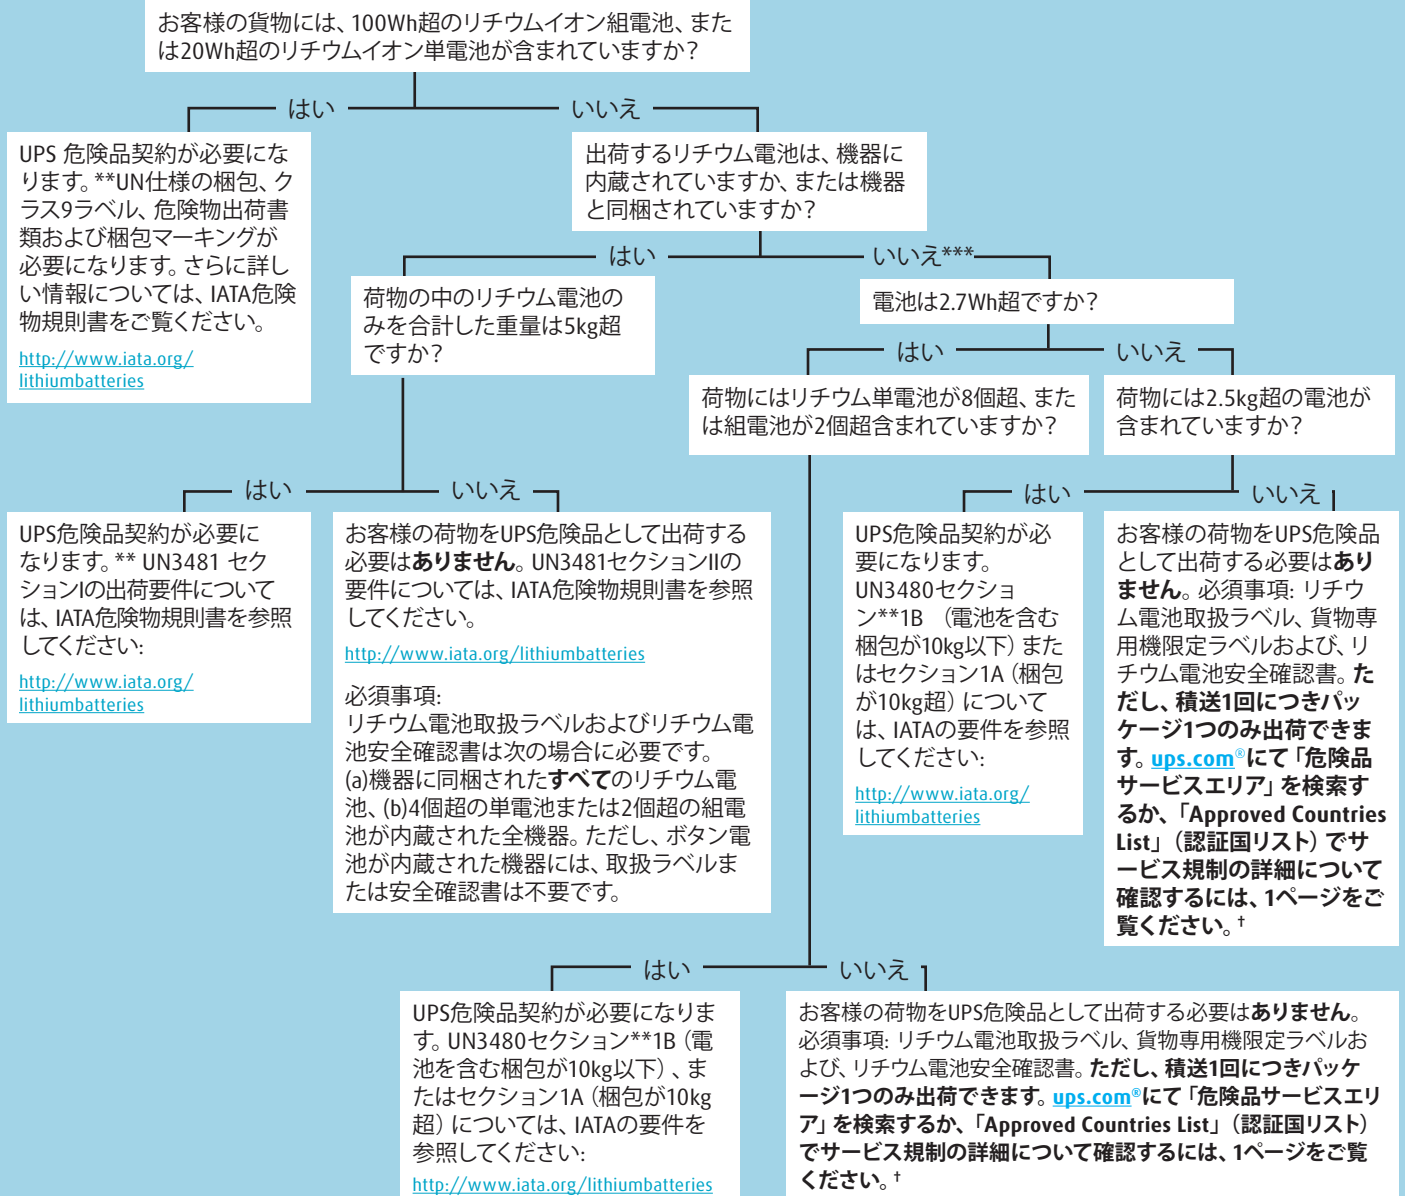 お客様の貨物には、100Wh超のリチウムイオン組電池、また
は20Wh超のリチウムイオン単電池が含まれていますか？
はい
いいえ
UPS 危険品契約が必要にな
ります。**UN仕様の梱包、ク
ラス9ラベル、危険物出荷書
類および梱包マーキングが
必要になります。さらに詳し
い情報については、IATA危険
物規則書をご覧ください。
http://www.iata.org/
lithiumbatteries
出荷するリチウム電池は、機器に
内蔵されていますか、または機器
と同梱されていますか？
はい
いいえ***
荷物の中のリチウム電池の
みを合計した重量は5kg超
ですか？
電池は2.7Wh超ですか？
はい
いいえ
荷物にはリチウム単電池が8個超、また
は組電池が2個超含まれていますか？
荷物には2.5kg超の電池が
含まれていますか？
はい
いいえ
はい
いいえ
UPS危険品契約が必要に
なります。** UN3481 セク
ションIの出荷要件について
は、IATA危険物規則書を参照
してください:
http://www.iata.org/
lithiumbatteries
お客様の荷物をUPS危険品として出荷する
必要はありません。UN3481セクションIIの
要件については、IATA危険物規則書を参照
してください。
http://www.iata.org/lithiumbatteries
必須事項:
リチウム電池取扱ラベルおよびリチウム電
池安全確認書は次の場合に必要です。
(a)機器に同梱されたすべてのリチウム電
池、(b)4個超の単電池または2個超の組電
池が内蔵された全機器。ただし、ボタン電
池が内蔵された機器には、取扱ラベルま
たは安全確認書は不要です。
UPS危険品契約が必
要になります。
UN3480セクショ
ン**1B （電池を含む
梱包が10kg以下）また
はセクション1A（梱包
が10kg超）について
は、IATAの要件を参照
してください:
http://www.iata.org/
lithiumbatteries
お客様の荷物をUPS危険品
として出荷する必要はあり
ません。必須事項: リチウ
ム電池取扱ラベル、貨物専
用機限定ラベルおよび、リ
チウム電池安全確認書。た
だし、積送1回につきパッ
ケージ1つのみ出荷できま
す。ups.com®にて「危険品
サービスエリア」を検索す
るか、「Approved Countries
List」（認証国リスト）でサ
ービス規制の詳細について
確認するには、1ページをご
覧ください。†
はい
いいえ
UPS危険品契約が必要になりま
す。UN3480セクション**1B（電
池を含む梱包が10kg以下）、ま
たはセクション1A（梱包が10kg
超）については、IATAの要件を
参照してください:
http://www.iata.org/lithiumbatteries
お客様の荷物をUPS危険品として出荷する必要はありません。
必須事項: リチウム電池取扱ラベル、貨物専用機限定ラベルお
よび、リチウム電池安全確認書。ただし、積送1回につきパッケ
ージ1つのみ出荷できます。ups.com®にて「危険品サービスエリ
ア」を検索するか、「Approved Countries List」（認証国リスト）
でサービス規制の詳細について確認するには、1ページをご覧
ください。†